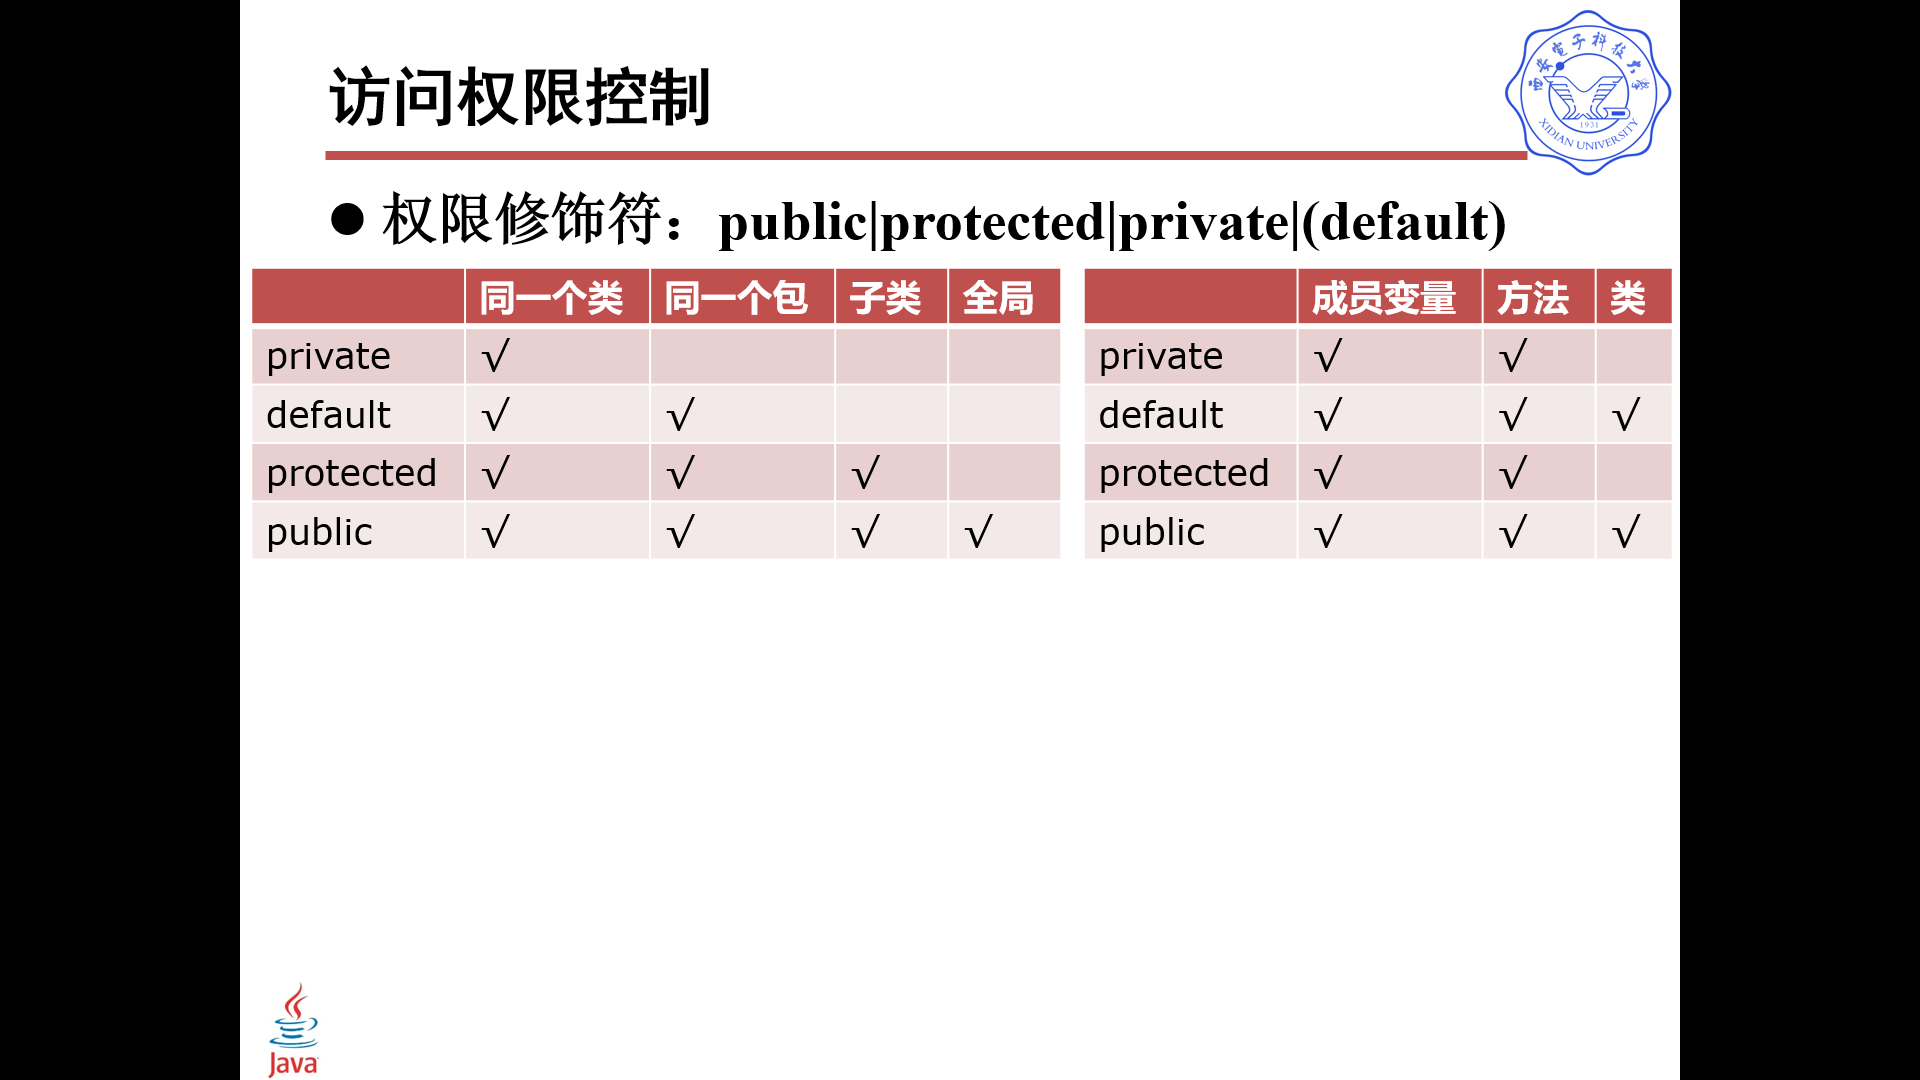 访问权限控制
西安电子科技大学
1931
XIDIAN UNIVERSITY
● 权限修饰符：public|protected|private|(default)
同一个类 同一个包 子类 全局
private √
default √ √
protected √ √ √
public √ √ √ √
成员变量 方法 类
private √ √
default √ √ √
protected √ √
public √ √ √
Java